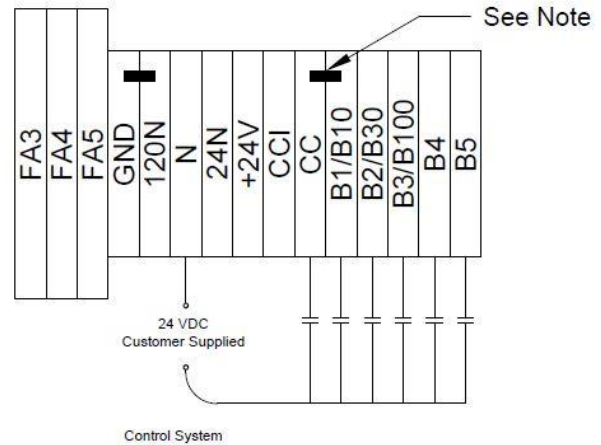 See Note
FA3
FA4
FA5
GND
120N
N
24N
+24V
CCI
CC
B1/B10
B2/B30
B3/B100
B4
B5
24 VDC
Customer Supplied
Control System